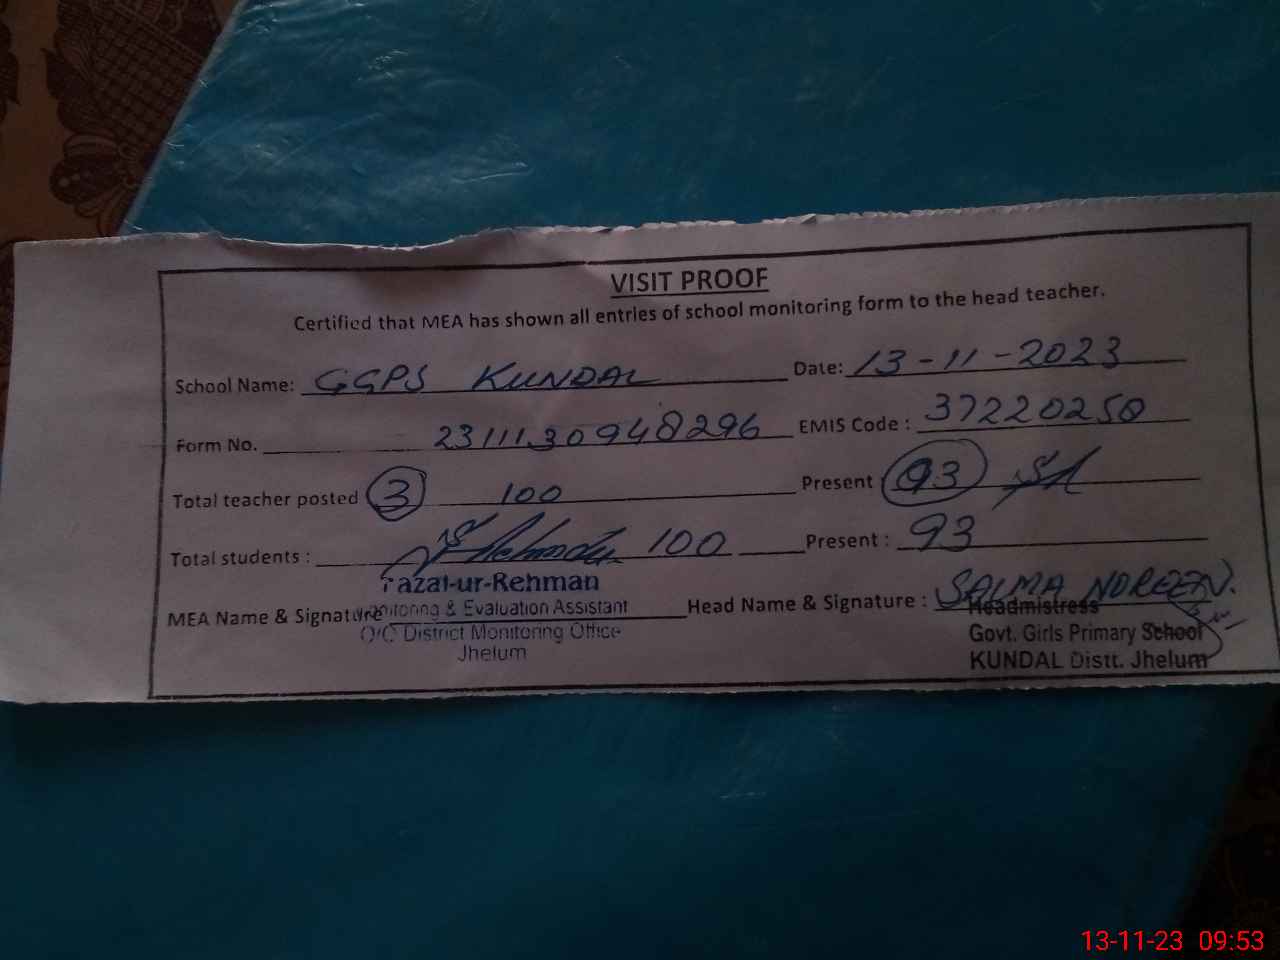 VISIT PROOF
Certified that MEA has shown all entries of school monitoring form to the head teacher.
School Name: GGPS KUNDAL Date: 13-11-2023
Form No. 2311130948296 EMIS Code : 37220250
Total teacher posted 3 100 Present 93
Total students : 100 Present : 93
MEA Name & Signature Head Name & Signature : SALMA NOREEN.
Fazal-ur-Rehman
Monitoring & Evaluation Assistant
O/O District Monitoring Office
Jhelum
Headmistress
Govt. Girls Primary School
KUNDAL Distt. Jhelum
13-11-23 09:53